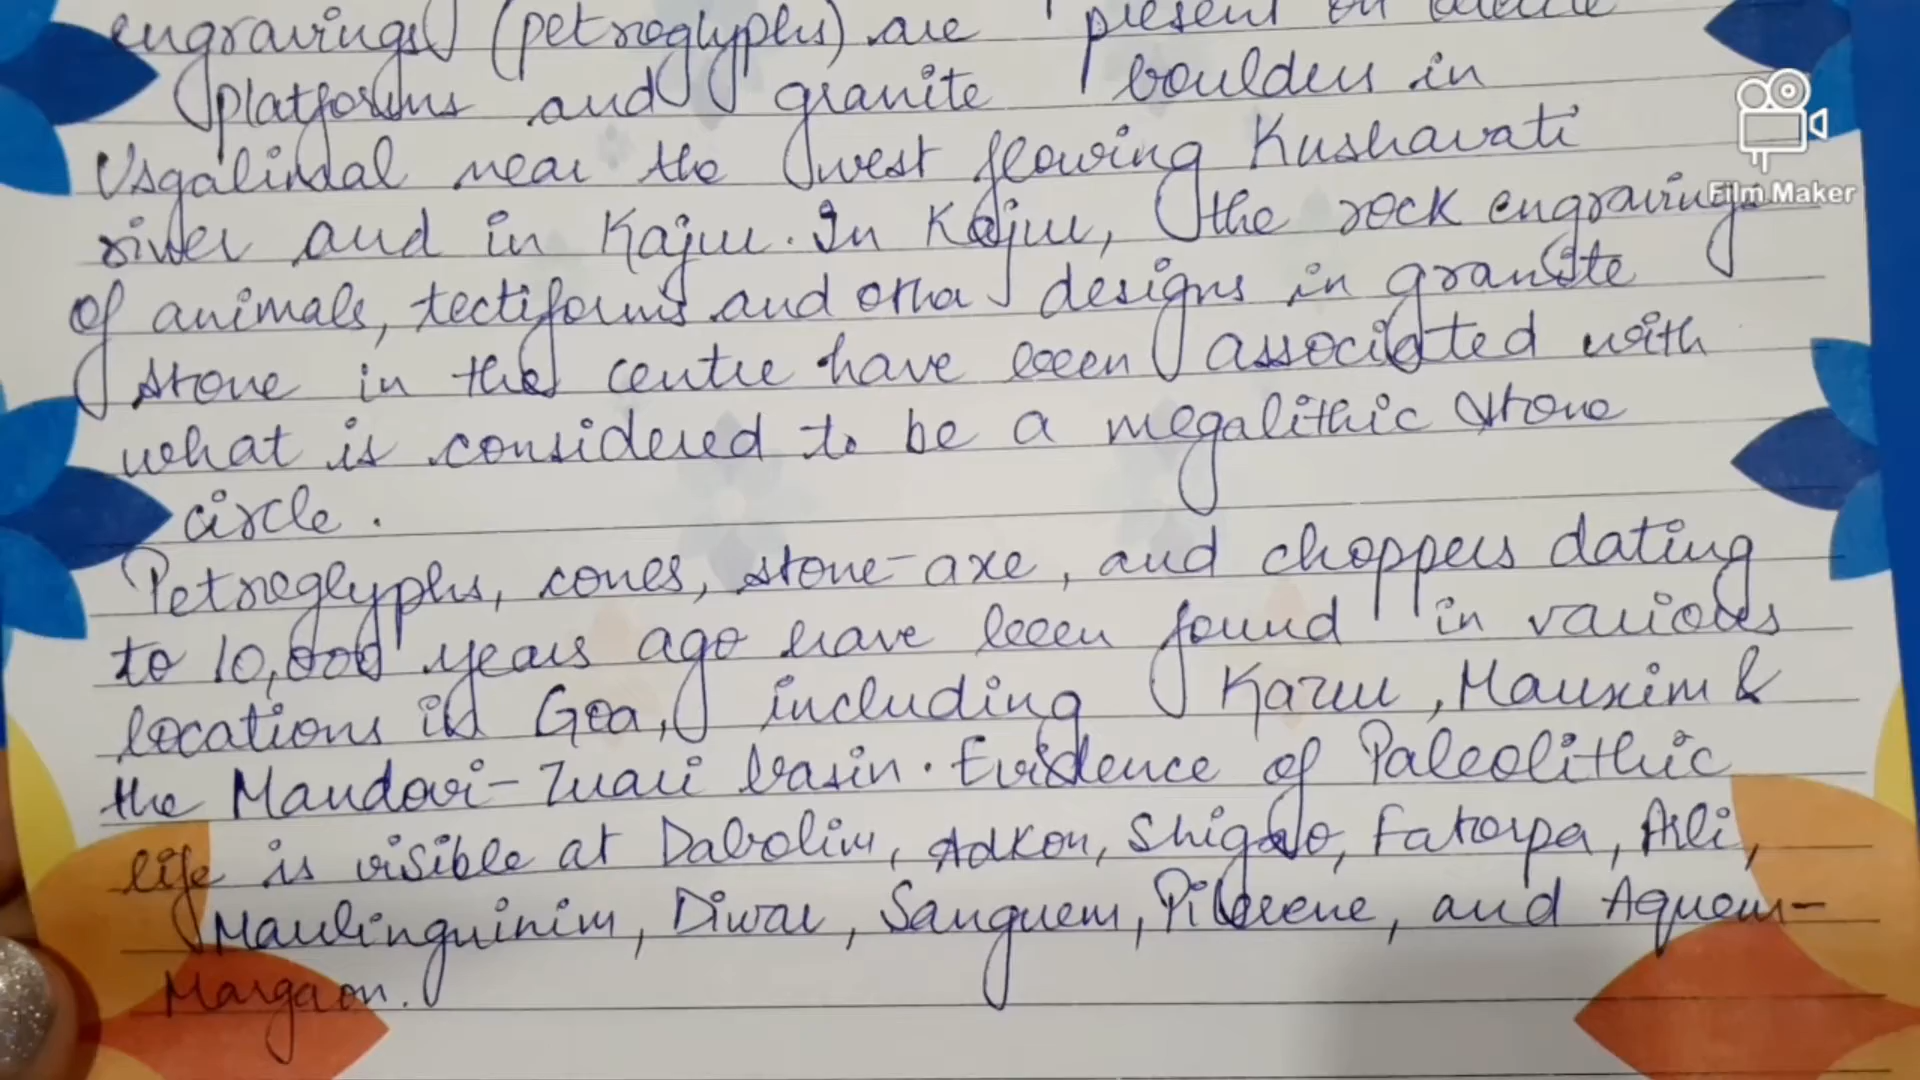 engravings (petroglyphs) are present on laterite
platforms and granite boulders in
Usgalimal near the west flowing Kushavati
river and in Kajur. In Kajur, the rock engravings
of animals, tectiforms and other designs in granite
stone in the centre have been associated with
what is considered to be a megalithic stone
circle.
Petroglyphs, cones, stone-axe, and choppers dating
to 10,000 years ago have been found in various
locations in Goa, including Kazur, Mauxim &
the Mandovi-Zuari basin. Evidence of Paleolithic
life is visible at Dabolim, Adkon, Shigao, Fatorpa, Arli,
Maulinguinim, Diwar, Sanguem, Pilerene, and Aquem-
Margaon.
Film.Maker